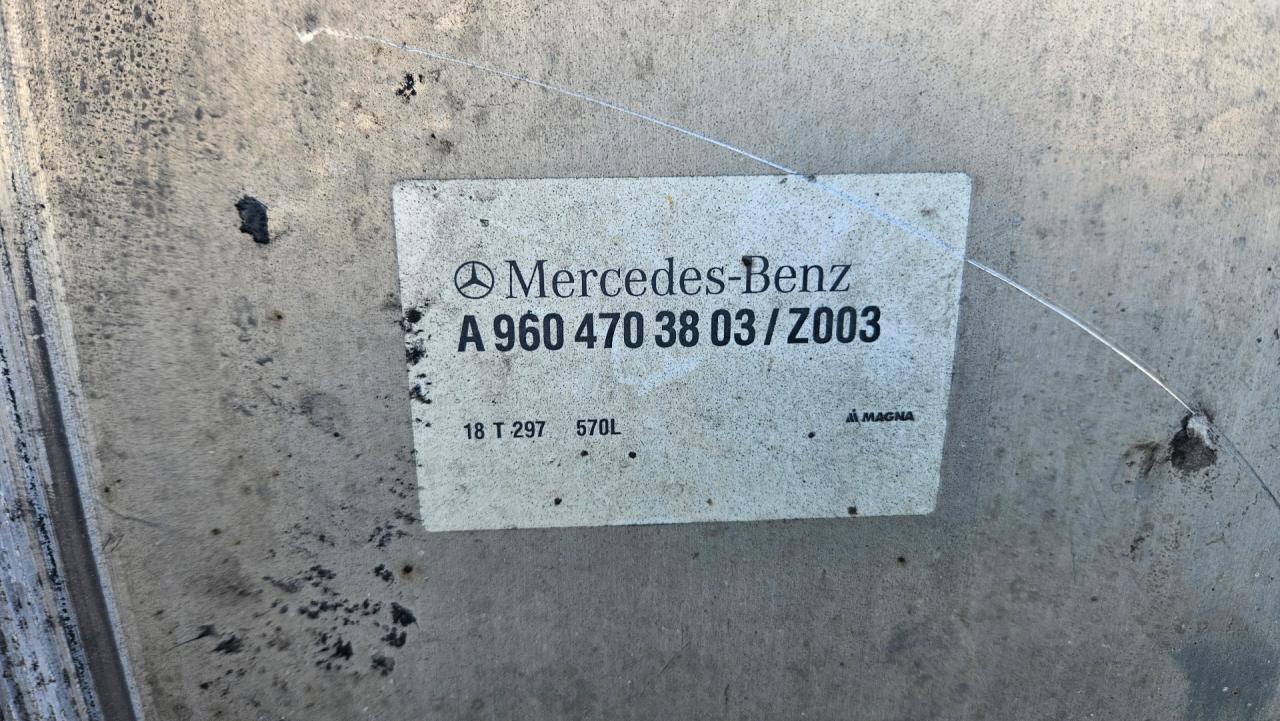 Mercedes-Benz
A 960 470 38 03 / Z003
18 T 297 570L
MAGNA